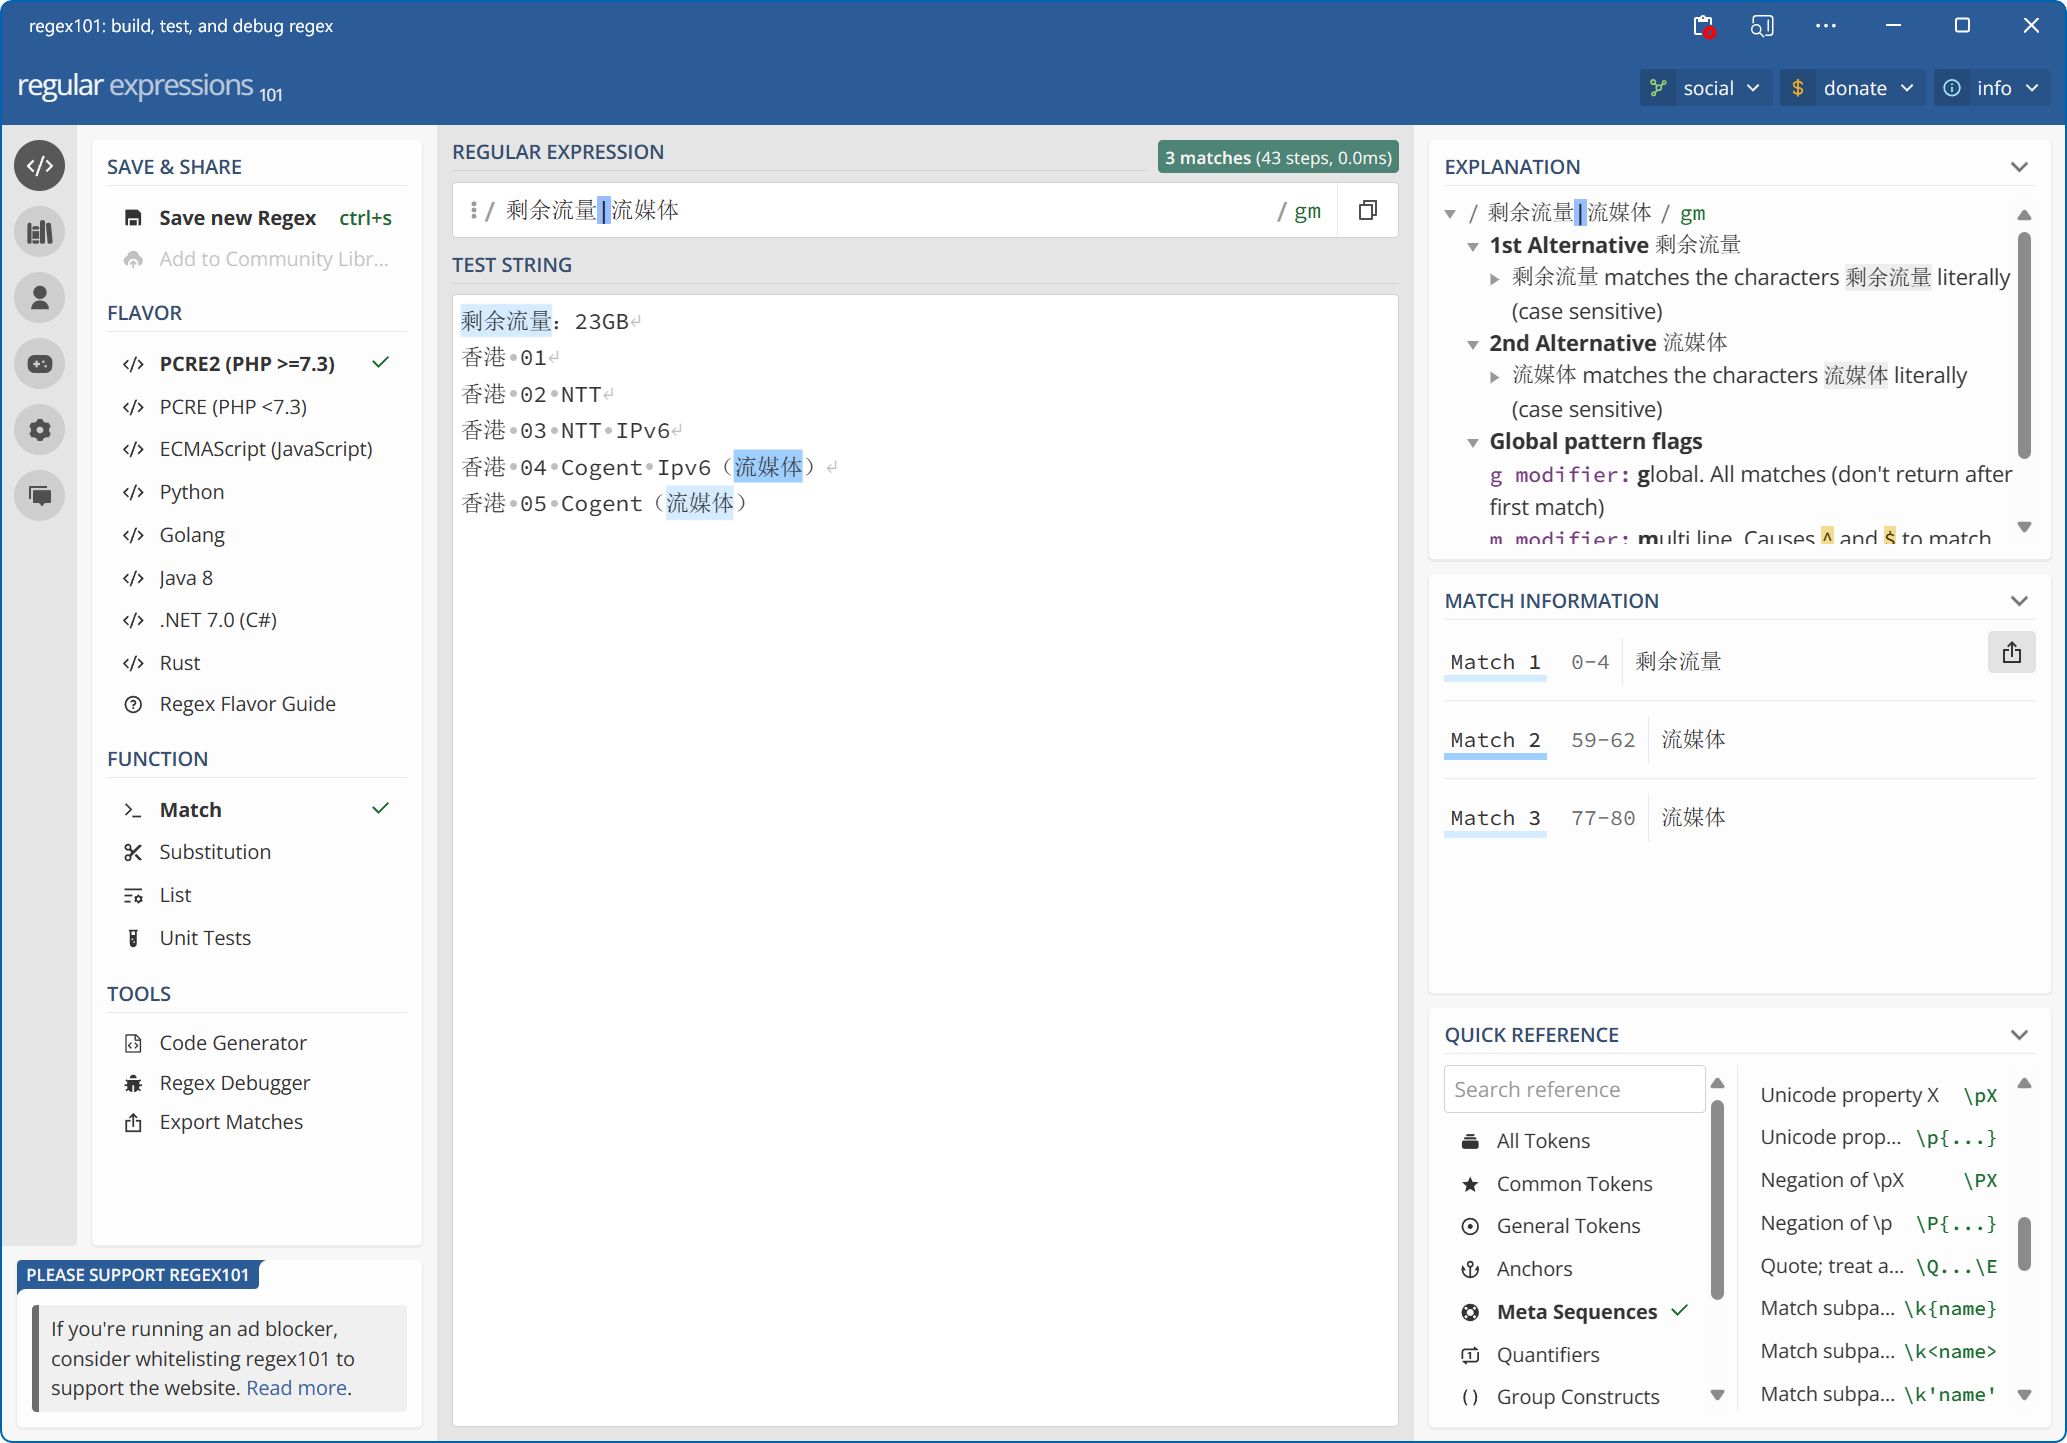 regex101: build, test, and debug regex
regular expressions 101
social
$ donate
info
SAVE & SHARE
Save new Regex ctrl+s
Add to Community Libr...
FLAVOR
PCRE2 (PHP >=7.3)
PCRE (PHP <7.3)
ECMAScript (JavaScript)
Python
Golang
Java 8
.NET 7.0 (C#)
Rust
Regex Flavor Guide
FUNCTION
Match
Substitution
List
Unit Tests
TOOLS
Code Generator
Regex Debugger
Export Matches
PLEASE SUPPORT REGEX101
If you're running an ad blocker,
consider whitelisting regex101 to
support the website. Read more.
REGULAR EXPRESSION
3 matches (43 steps, 0.0ms)
/ 剩余流量|流媒体 / gm
TEST STRING
剩余流量：23GB↵
香港•01↵
香港•02•NTT↵
香港•03•NTT•IPv6↵
香港•04•Cogent•Ipv6（流媒体）↵
香港•05•Cogent（流媒体）
EXPLANATION
/ 剩余流量|流媒体 / gm
1st Alternative 剩余流量
剩余流量 matches the characters 剩余流量 literally
(case sensitive)
2nd Alternative 流媒体
流媒体 matches the characters 流媒体 literally
(case sensitive)
Global pattern flags
g modifier: global. All matches (don't return after
first match)
m modifier: multi line. Causes ^ and $ to match
MATCH INFORMATION
Match 1 0-4 剩余流量
Match 2 59-62 流媒体
Match 3 77-80 流媒体
QUICK REFERENCE
Search reference
All Tokens
Common Tokens
General Tokens
Anchors
Meta Sequences
Quantifiers
Group Constructs
Unicode property X \pX
Unicode prop... \p{...}
Negation of \pX \PX
Negation of \p \P{...}
Quote; treat a... \Q...\E
Match subpa... \k{name}
Match subpa... \k<name>
Match subpa... \k'name'